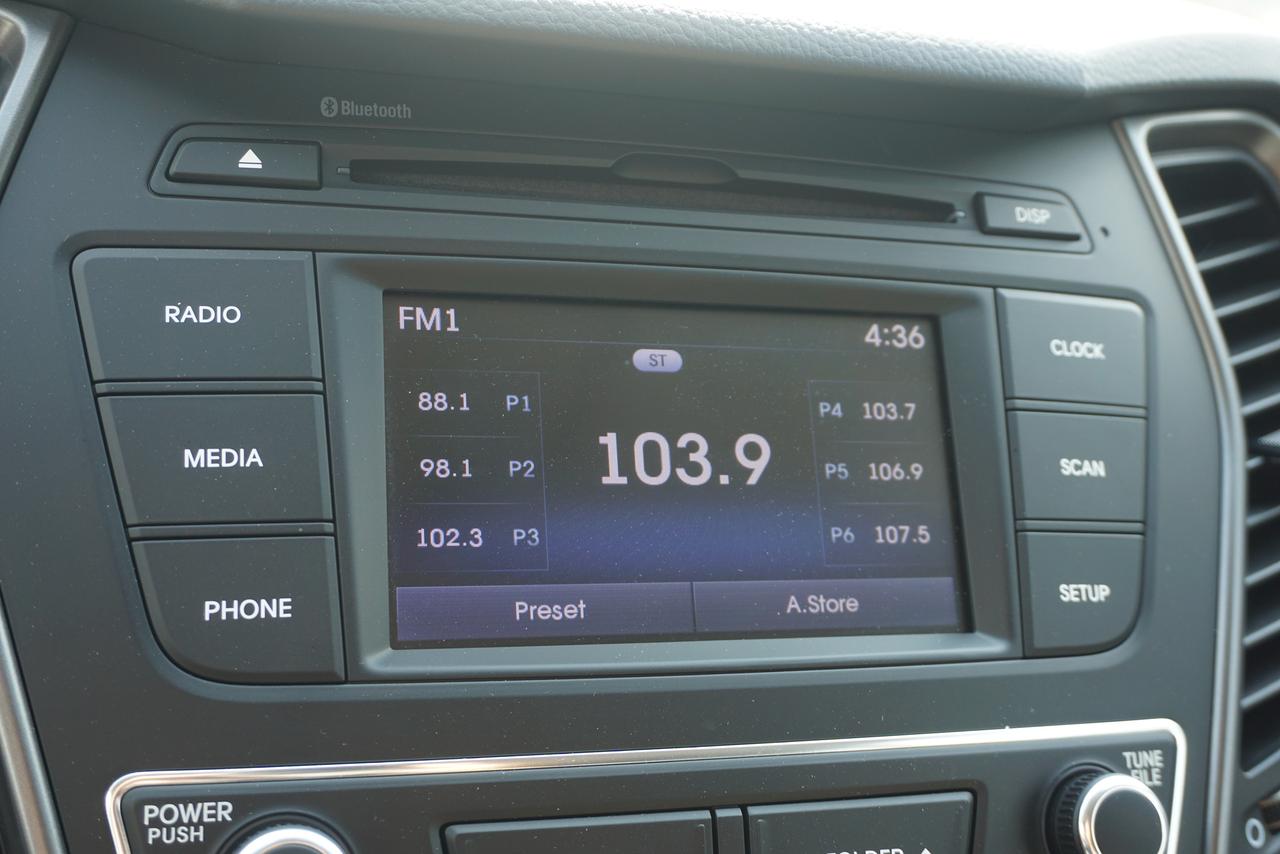 Bluetooth
DISP
RADIO
MEDIA
PHONE
FM1
4:36
ST
88.1 P1
98.1 P2
102.3 P3
103.9
P4 103.7
P5 106.9
P6 107.5
Preset
A.Store
CLOCK
SCAN
SETUP
POWER
PUSH
TUNE
FILE
FOLDER